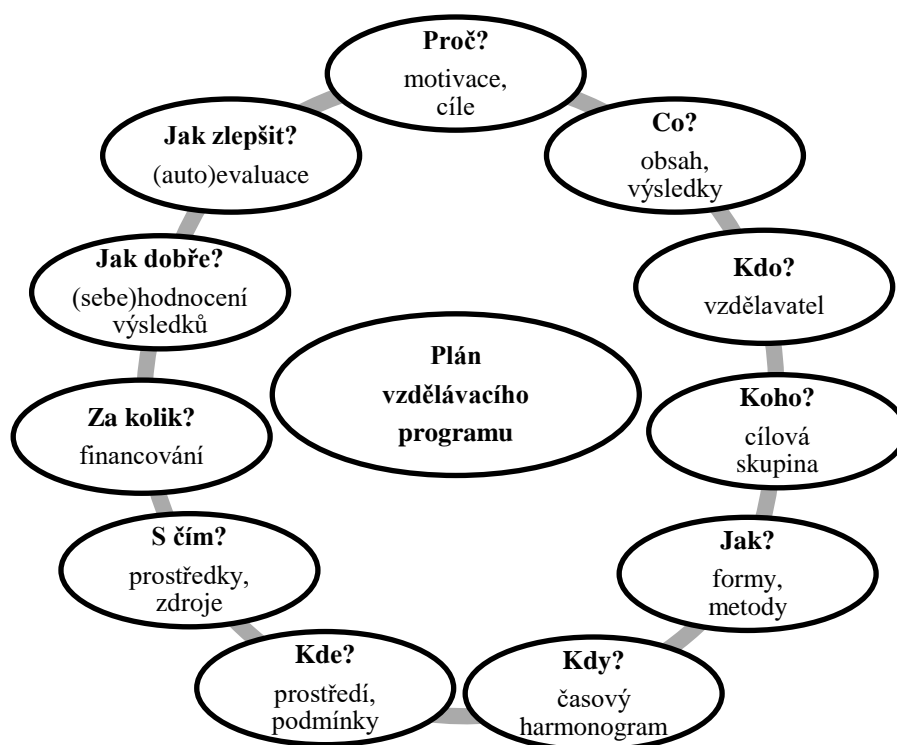 Proč?
motivace,
cíle
Co?
obsah,
výsledky
Kdo?
vzdělavatel
Koho?
cílová
skupina
Jak?
formy,
metody
Kdy?
časový
harmonogram
Kde?
prostředí,
podmínky
S čím?
prostředky,
zdroje
Za kolik?
financování
Jak dobře?
(sebe)hodnocení
výsledků
Jak zlepšit?
(auto)evaluace
Plán
vzdělávacího
programu